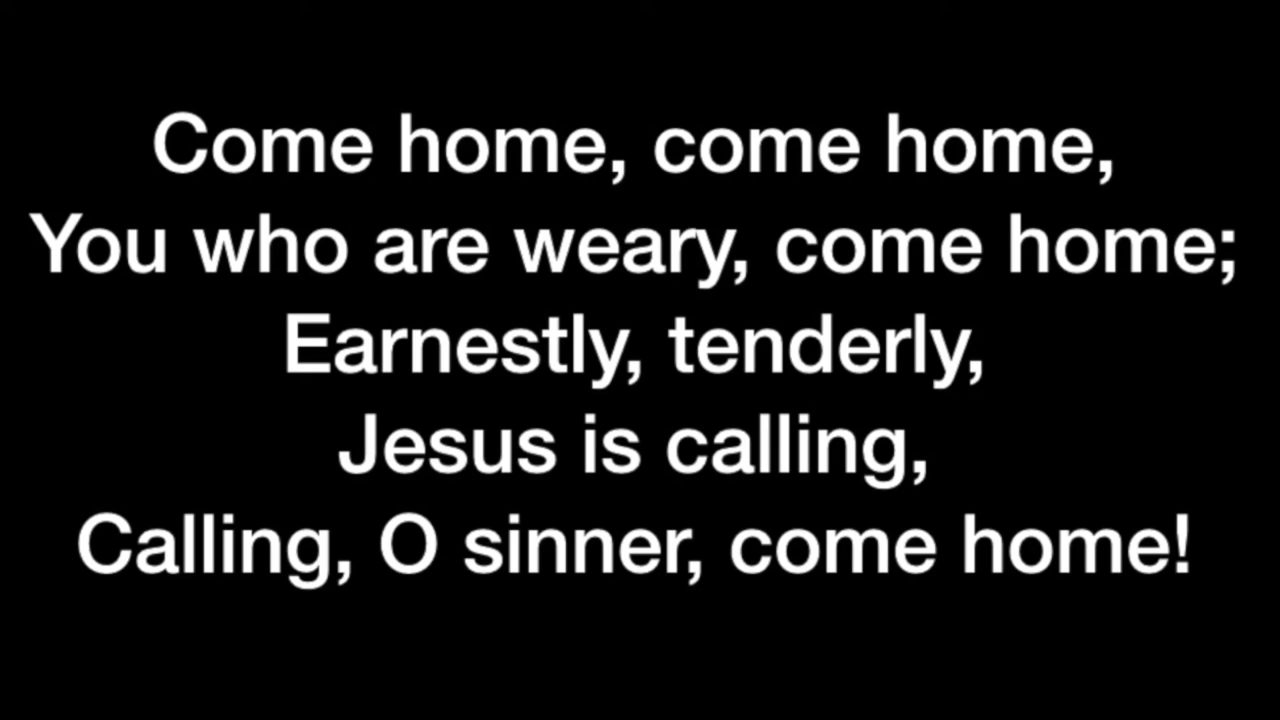 Come home, come home,
You who are weary, come home;
Earnestly, tenderly,
Jesus is calling,
Calling, O sinner, come home!